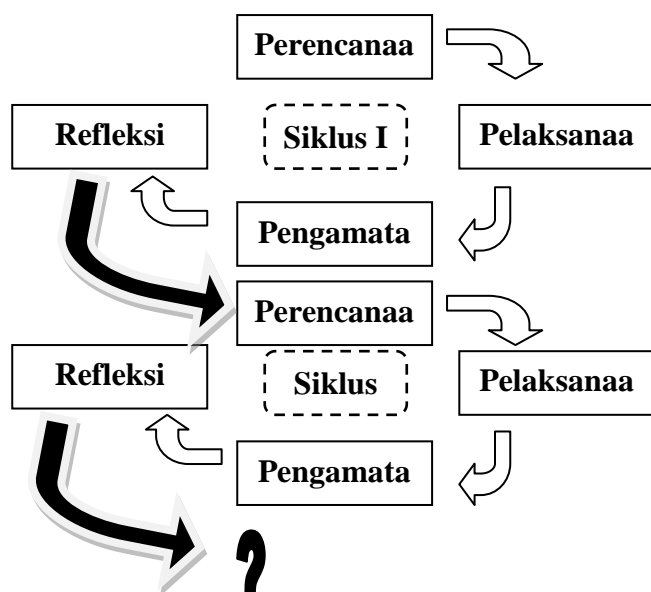 Perencanaa
Refleksi
Siklus I
Pelaksanaa
Pengamata
Perencanaa
Refleksi
Siklus
Pelaksanaa
Pengamata
?